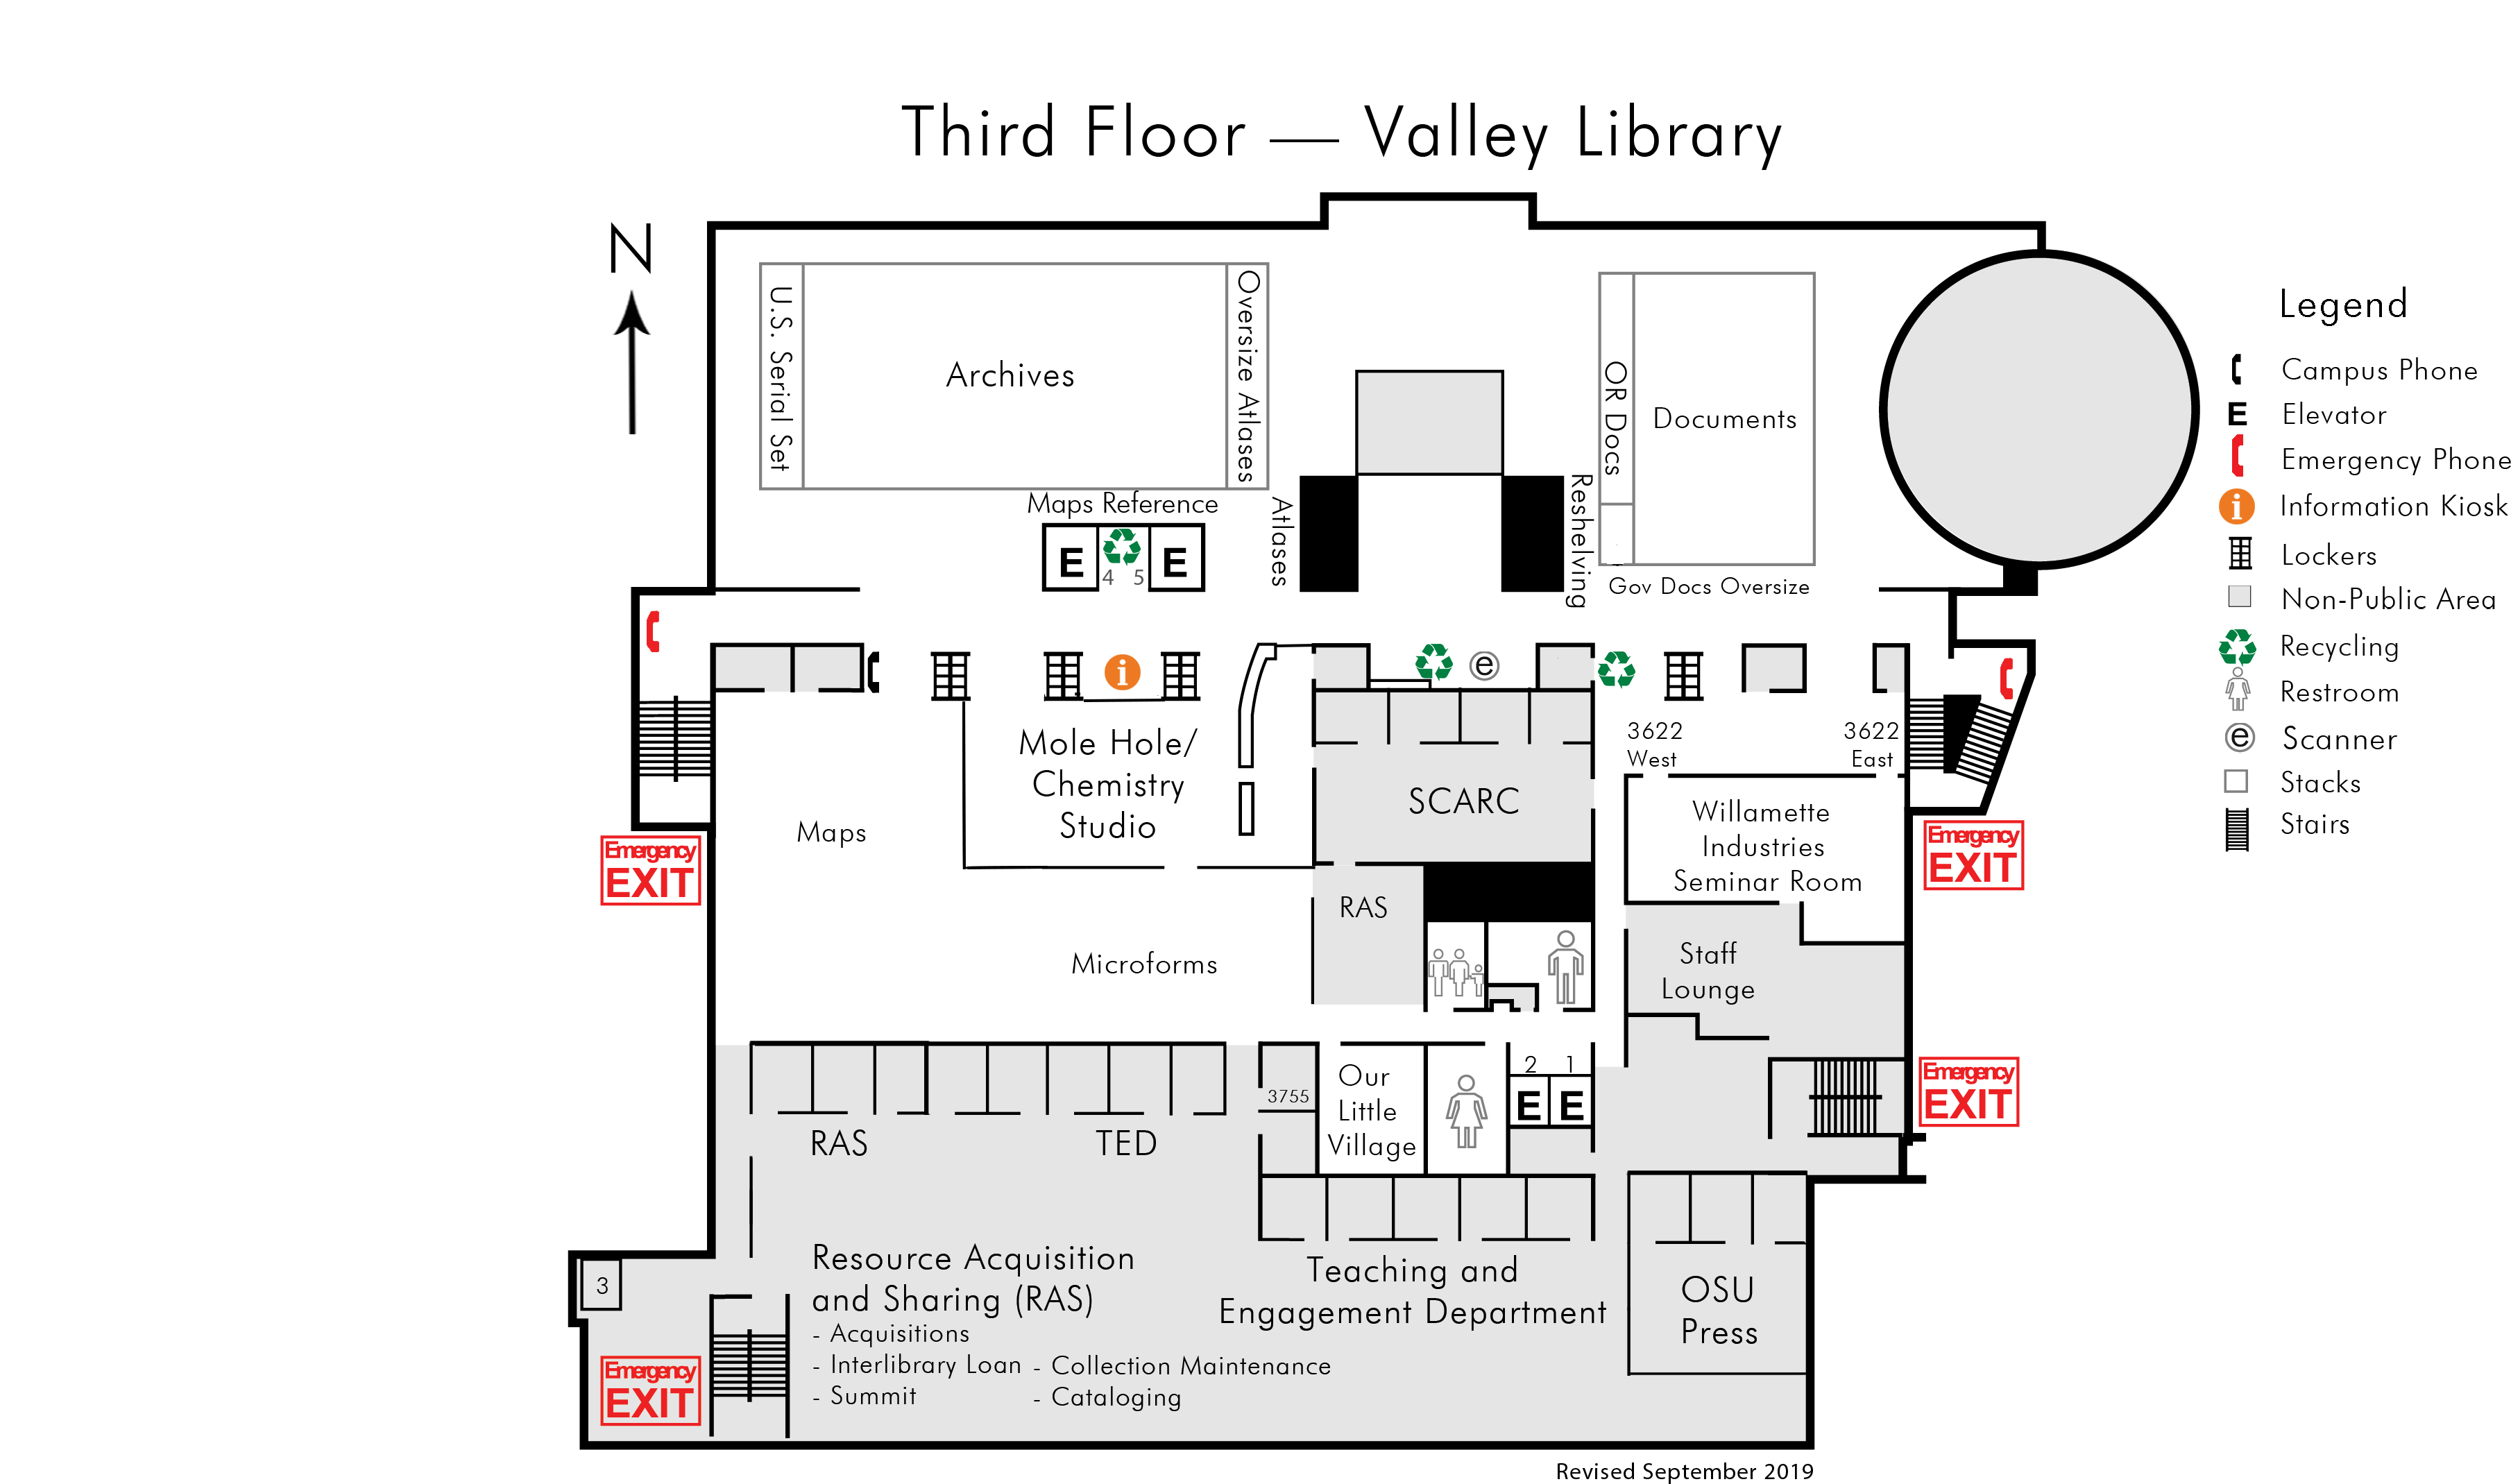 Third Floor — Valley Library
N
U.S. Serial Set
Archives
Oversize Atlases
OR Docs
Documents
Maps Reference
E
4 5
E
Atlases
Reshelving
Gov Docs Oversize
i
e
Mole Hole/
Chemistry
Studio
Maps
SCARC
3622
West
3622
East
Willamette
Industries
Seminar Room
Emergency
EXIT
Emergency
EXIT
RAS
Microforms
Staff
Lounge
Our
Little
Village
3755
2 1
E E
Emergency
EXIT
RAS
TED
3
Resource Acquisition
and Sharing (RAS)
- Acquisitions
- Interlibrary Loan
- Summit
- Collection Maintenance
- Cataloging
Teaching and
Engagement Department
OSU
Press
Emergency
EXIT
Legend
Campus Phone
E Elevator
Emergency Phone
i Information Kiosk
Lockers
Non-Public Area
Recycling
Restroom
e Scanner
Stacks
Stairs
Revised September 2019